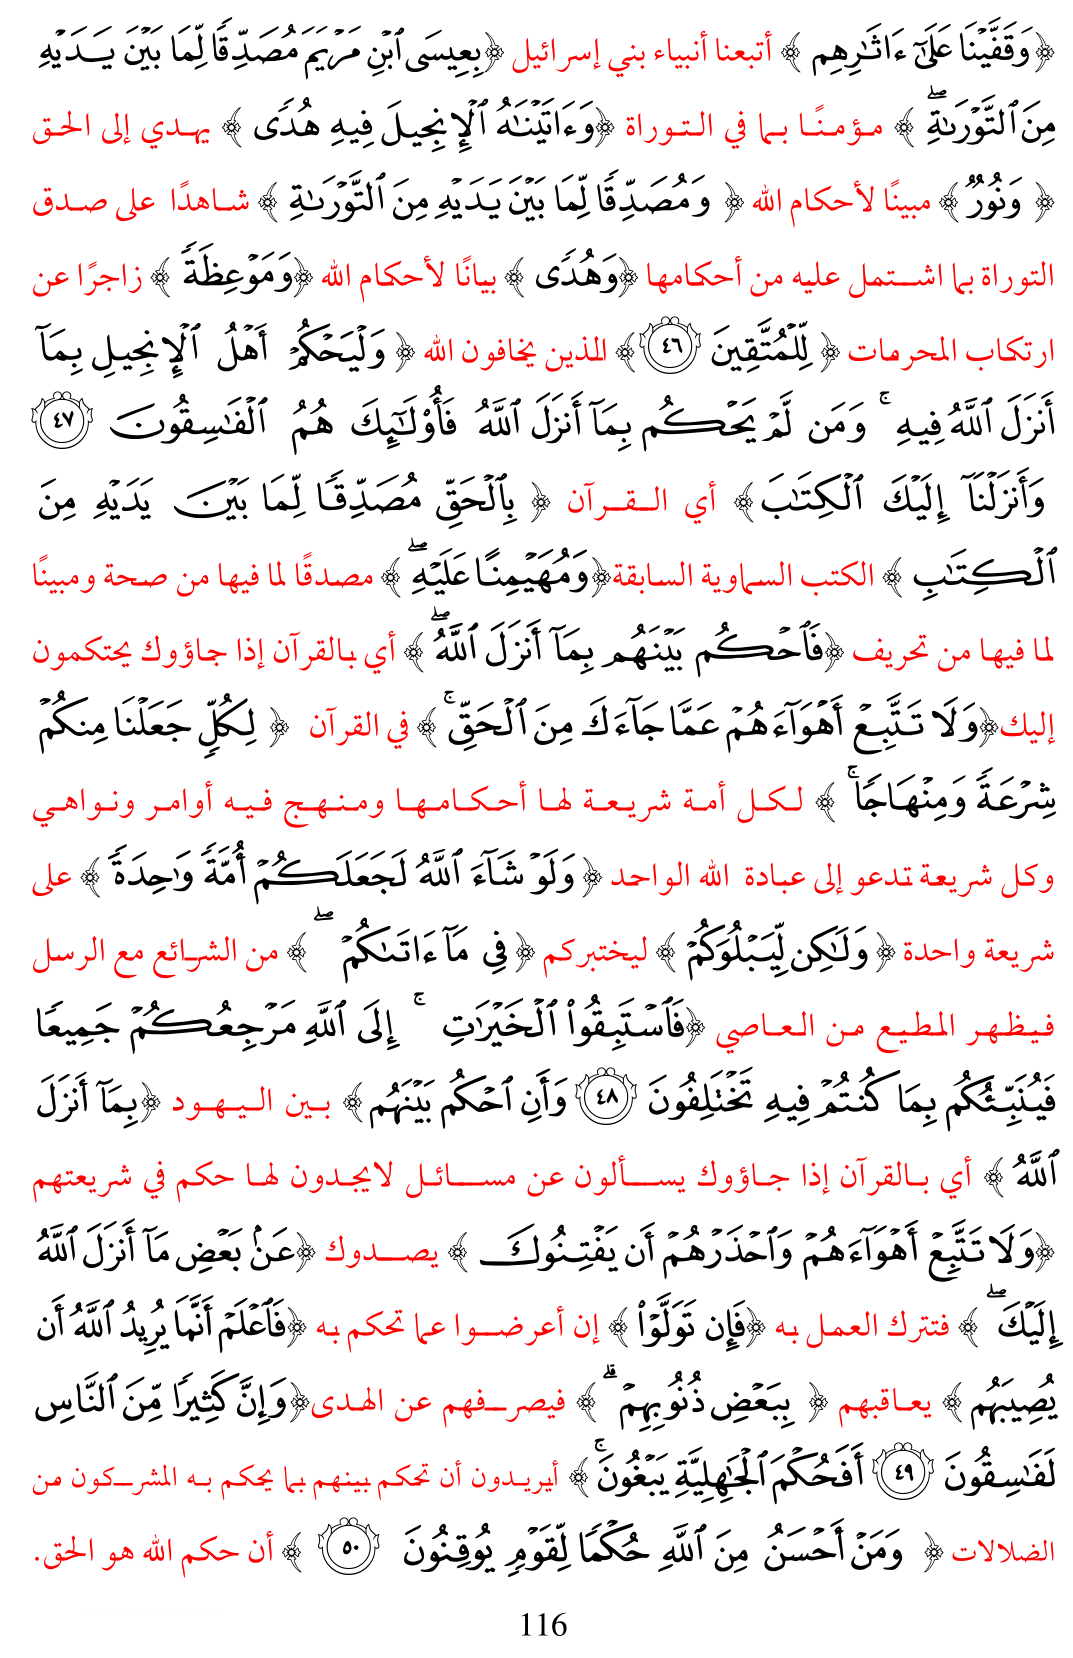 ﴿وَقَفَّيْنَا عَلَىٰٓ ءَاثَٰرِهِم ﴾ أتبعنا أنبياء بني إسرائيل ﴿بِعِيسَى ٱبْنِ مَرْيَمَ مُصَدِّقًا لِّمَا بَيْنَ يَدَيْهِ
مِنَ ٱلتَّوْرَىٰةِ ۖ ﴾ مؤمنًا بما في التوراة ﴿وَءَاتَيْنَٰهُ ٱلْإِنجِيلَ فِيهِ هُدًى ﴾ يهدي إلى الحق
﴿ وَنُورٌ ﴾ مبينًا لأحكام الله ﴿ وَمُصَدِّقًا لِّمَا بَيْنَ يَدَيْهِ مِنَ ٱلتَّوْرَىٰةِ ﴾ شاهدًا على صدق
التوراة بما اشتمل عليه من أحكامها ﴿وَهُدًى ﴾ بيانًا لأحكام الله ﴿وَمَوْعِظَةً ﴾ زاجرًا عن
ارتكاب المحرمات ﴿ لِّلْمُتَّقِينَ ٤٦ ﴾ للذين يخافون الله ﴿ وَلْيَحْكُمْ أَهْلُ ٱلْإِنجِيلِ بِمَآ
أَنزَلَ ٱللَّهُ فِيهِ ۚ وَمَن لَّمْ يَحْكُم بِمَآ أَنزَلَ ٱللَّهُ فَأُو۟لَٰٓئِكَ هُمُ ٱلْفَٰسِقُونَ ٤٧
وَأَنزَلْنَآ إِلَيْكَ ٱلْكِتَٰبَ ﴾ أي القرآن ﴿ بِٱلْحَقِّ مُصَدِّقًا لِّمَا بَيْنَ يَدَيْهِ مِنَ
ٱلْكِتَٰبِ ﴾ الكتب السماوية السابقة﴿وَمُهَيْمِنًا عَلَيْهِ ۖ ﴾ مصدقًا لما فيها من صحة ومبينًا
لما فيها من تحريف ﴿فَٱحْكُم بَيْنَهُم بِمَآ أَنزَلَ ٱللَّهُ ۖ ﴾ أي بالقرآن إذا جاؤوك يحتكمون
إليك﴿وَلَا تَتَّبِعْ أَهْوَآءَهُمْ عَمَّا جَآءَكَ مِنَ ٱلْحَقِّ ۚ ﴾ في القرآن ﴿ لِكُلٍّ جَعَلْنَا مِنكُمْ
شِرْعَةً وَمِنْهَاجًا ۚ ﴾ لكل أمة شريعة لها أحكامها ومنهج فيه أوامر ونواهي
وكل شريعة تدعو إلى عبادة الله الواحد ﴿ وَلَوْ شَآءَ ٱللَّهُ لَجَعَلَكُمْ أُمَّةً وَٰحِدَةً ﴾ على
شريعة واحدة ﴿ وَلَٰكِن لِّيَبْلُوَكُمْ ﴾ ليختبركم ﴿ فِى مَآ ءَاتَىٰكُمْ ۖ ﴾ من الشرائع مع الرسل
فيظهر المطيع من العاصي ﴿فَٱسْتَبِقُوا۟ ٱلْخَيْرَٰتِ ۚ إِلَى ٱللَّهِ مَرْجِعُكُمْ جَمِيعًا
فَيُنَبِّئُكُم بِمَا كُنتُمْ فِيهِ تَخْتَلِفُونَ ٤٨ وَأَنِ ٱحْكُم بَيْنَهُم ﴾ بين اليهود ﴿بِمَآ أَنزَلَ
ٱللَّهُ ﴾ أي بالقرآن إذا جاؤوك يسألون عن مسائل لايجدون لها حكم في شريعتهم
﴿وَلَا تَتَّبِعْ أَهْوَآءَهُمْ وَٱحْذَرْهُمْ أَن يَفْتِنُوكَ ﴾ يصدوك ﴿عَنۢ بَعْضِ مَآ أَنزَلَ ٱللَّهُ
إِلَيْكَ ۖ ﴾ فتترك العمل به ﴿فَإِن تَوَلَّوْا۟ ﴾ إن أعرضوا عما تحكم به ﴿فَٱعْلَمْ أَنَّمَا يُرِيدُ ٱللَّهُ أَن
يُصِيبَهُم ﴾ يعاقبهم ﴿ بِبَعْضِ ذُنُوبِهِمْ ۗ ﴾ فيصرفهم عن الهدى﴿وَإِنَّ كَثِيرًا مِّنَ ٱلنَّاسِ
لَفَٰسِقُونَ ٤٩ أَفَحُكْمَ ٱلْجَٰهِلِيَّةِ يَبْغُونَ ۚ ﴾ أيريدون أن تحكم بينهم بما يحكم به المشركون من
الضلالات ﴿ وَمَنْ أَحْسَنُ مِنَ ٱللَّهِ حُكْمًا لِّقَوْمٍ يُوقِنُونَ ٥٠ ﴾ أن حكم الله هو الحق.
116